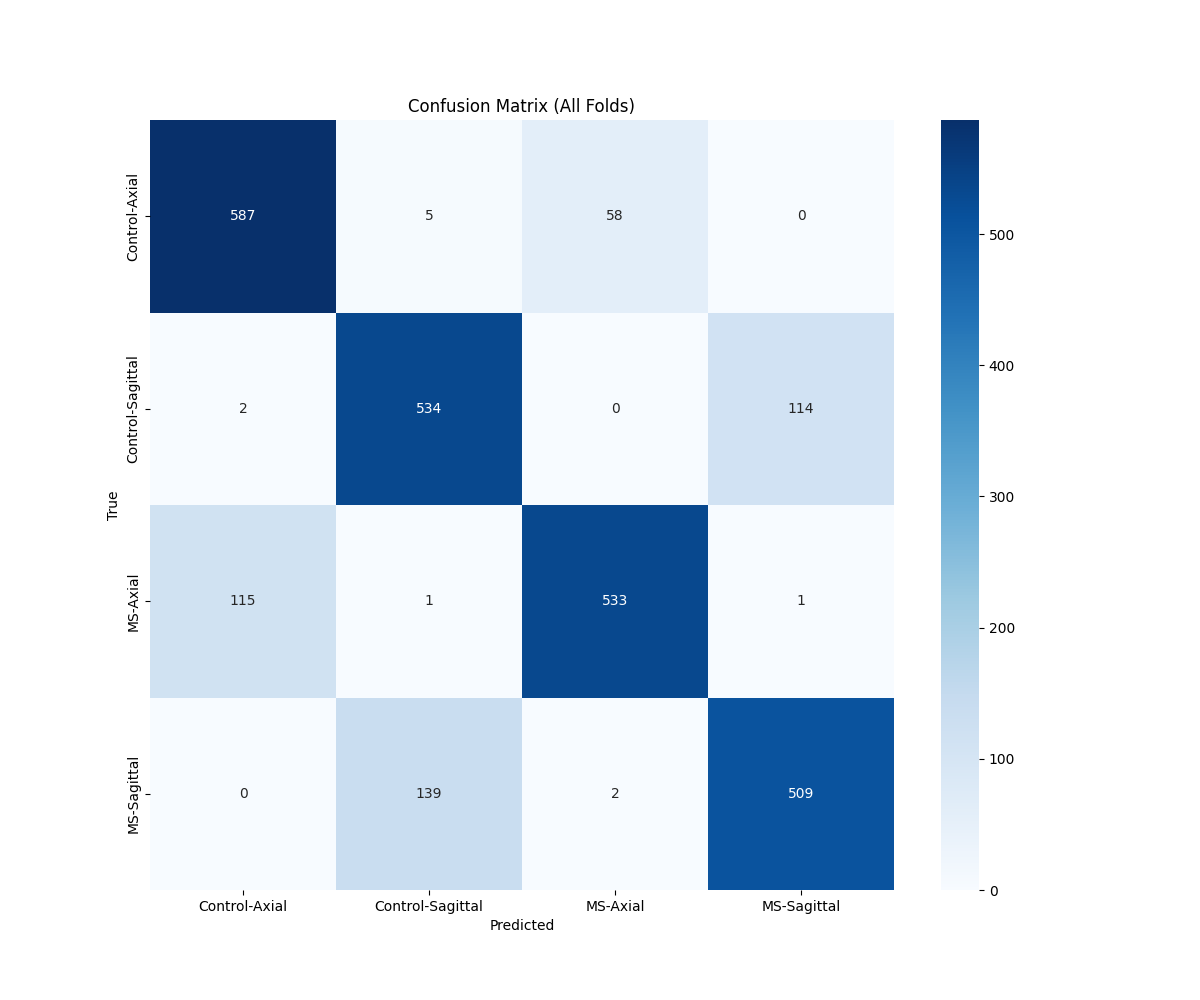 Confusion Matrix (All Folds)
True
Control-Axial
587
5
58
0
Control-Sagittal
2
534
0
114
MS-Axial
115
1
533
1
MS-Sagittal
0
139
2
509
Control-Axial
Control-Sagittal
MS-Axial
MS-Sagittal
Predicted
500
400
300
200
100
0